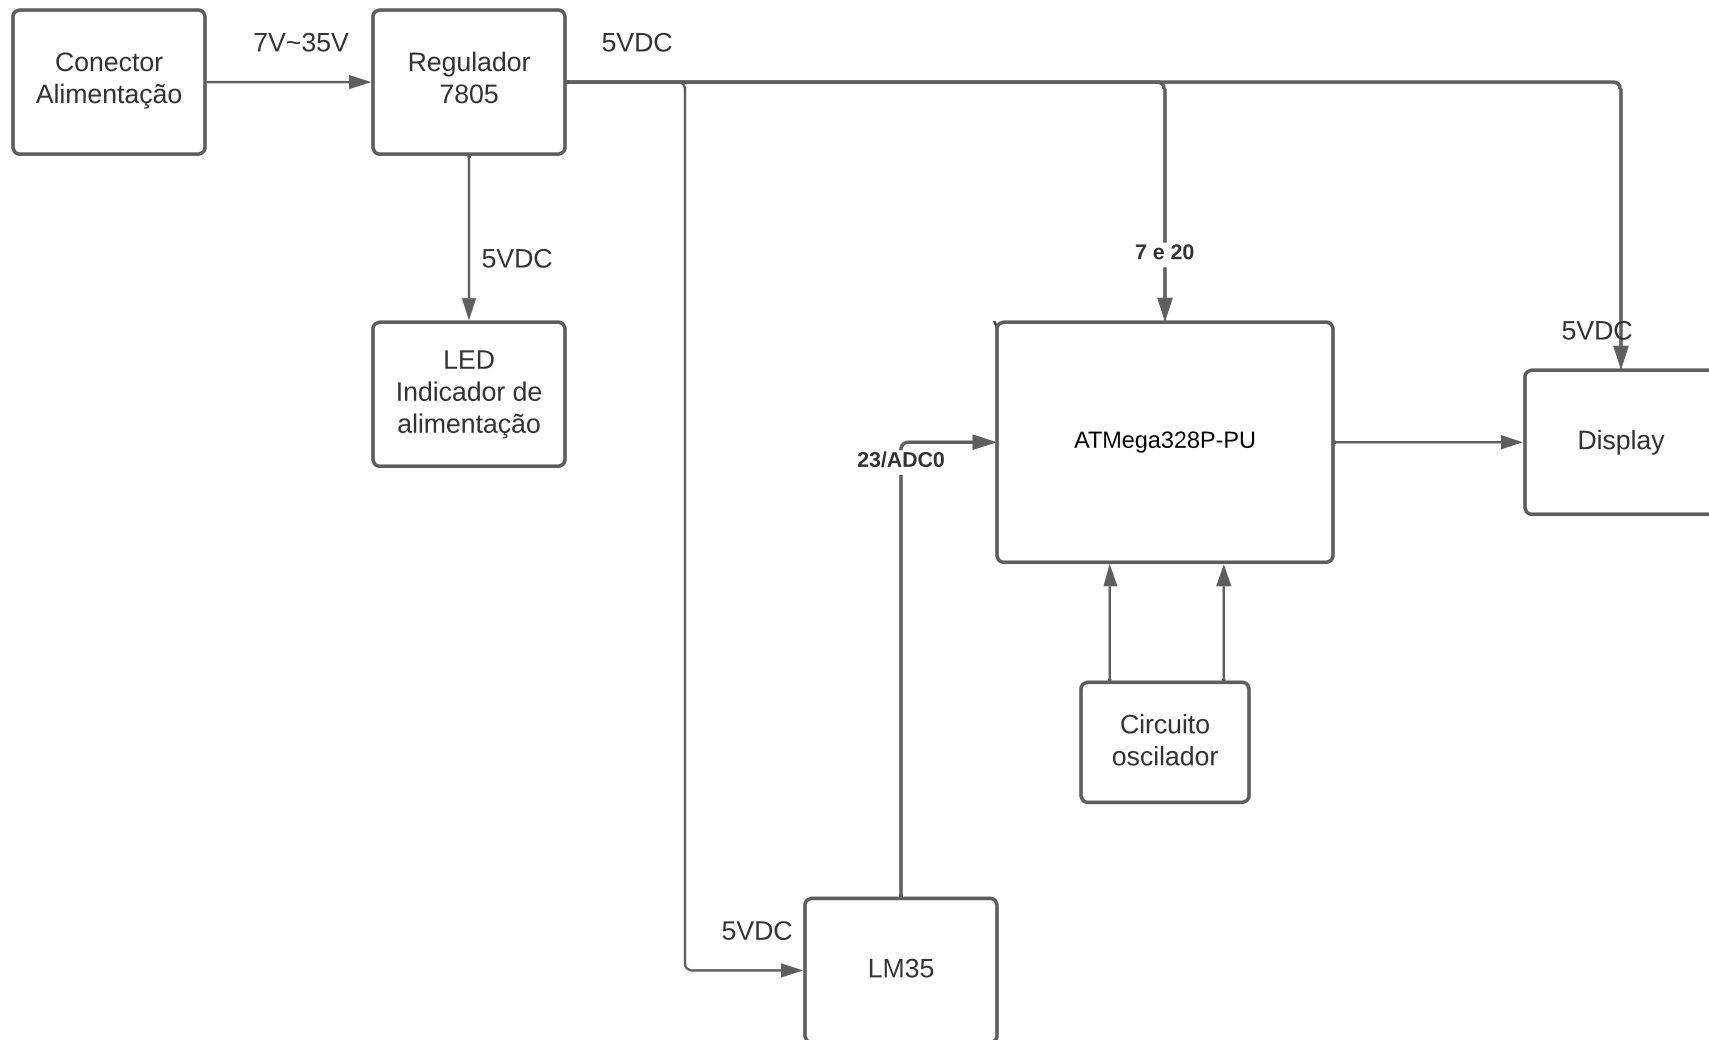 Conector
Alimentação
7V~35V
Regulador
7805
5VDC
5VDC
LED
Indicador de
alimentação
7 e 20
5VDC
ATMega328P-PU
Display
23/ADC0
Circuito
oscilador
5VDC
LM35